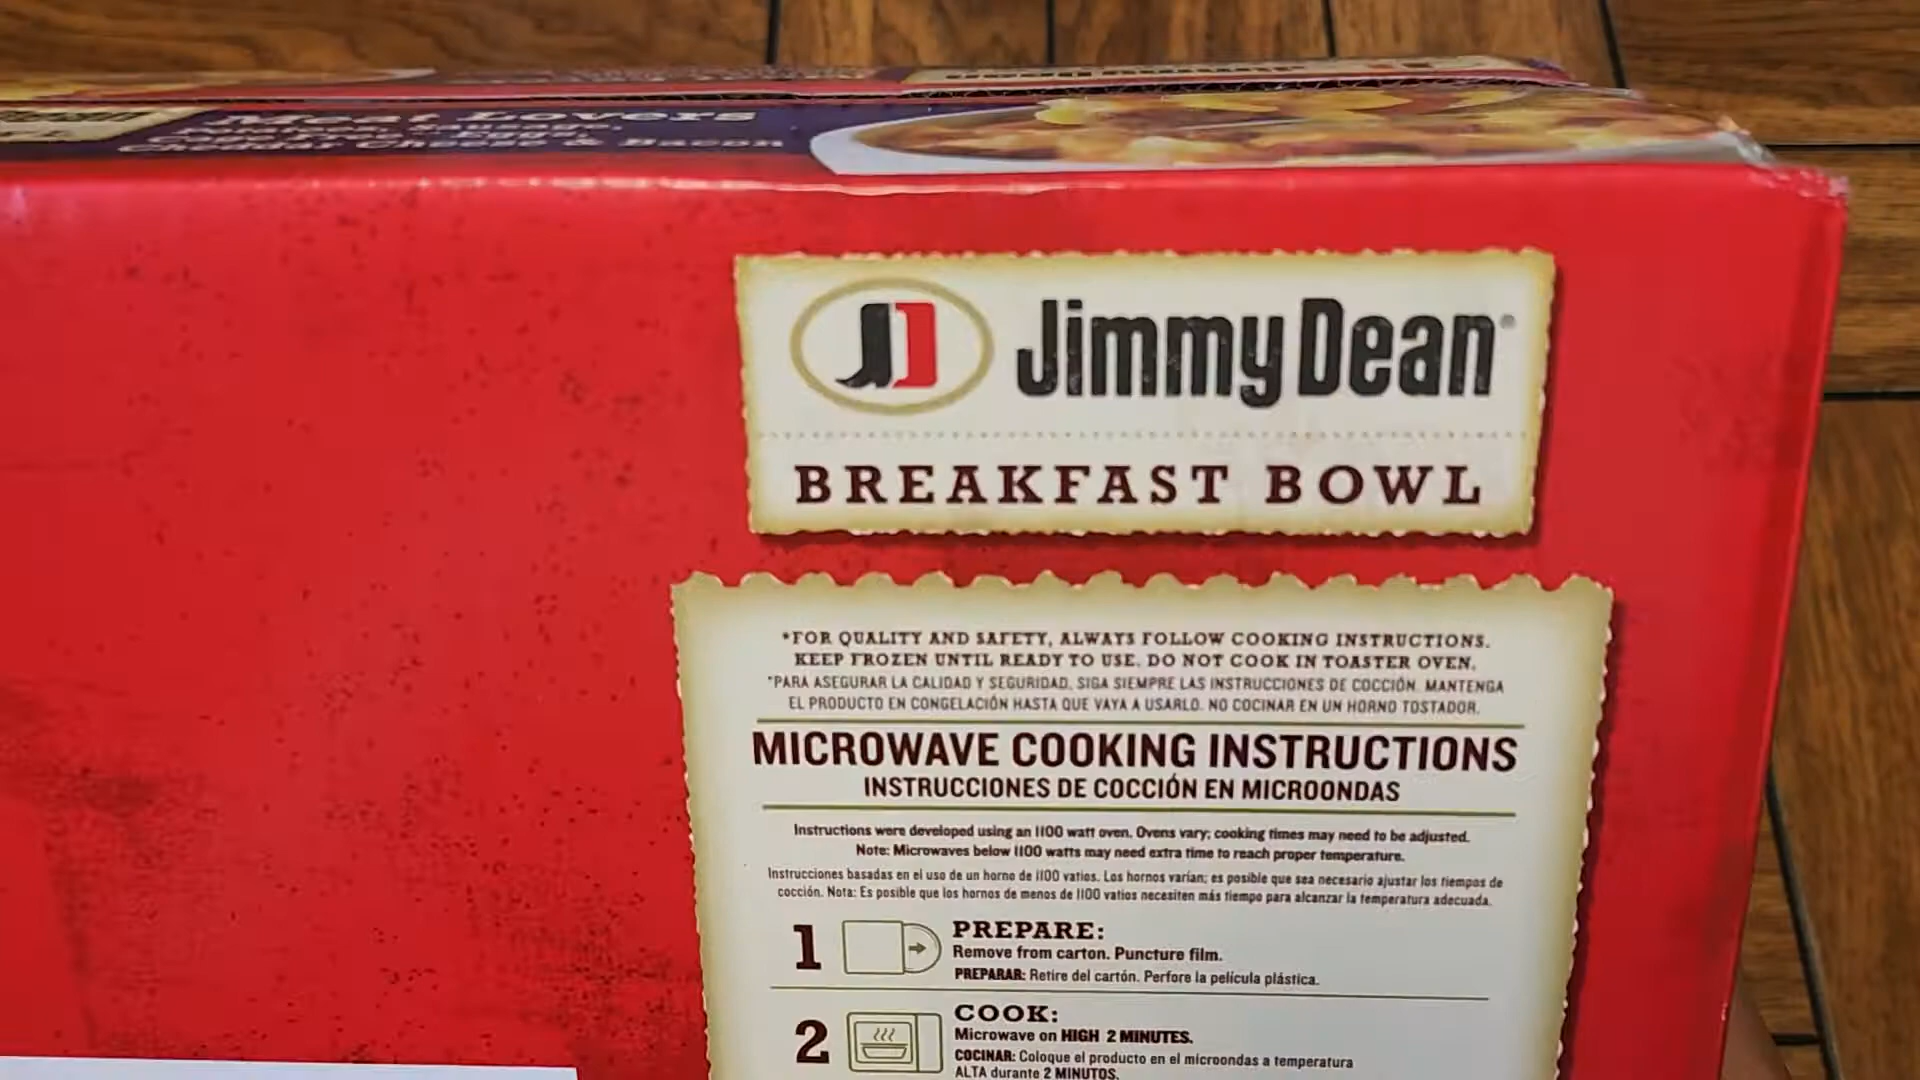 Meat Lovers
Potatoes, Sausage,
Eggs,
Cheddar Cheese & Bacon
Jimmy Dean®
BREAKFAST BOWL
*FOR QUALITY AND SAFETY, ALWAYS FOLLOW COOKING INSTRUCTIONS.
KEEP FROZEN UNTIL READY TO USE. DO NOT COOK IN TOASTER OVEN.
*PARA ASEGURAR LA CALIDAD Y SEGURIDAD, SIGA SIEMPRE LAS INSTRUCCIONES DE COCCIÓN. MANTENGA
EL PRODUCTO EN CONGELACIÓN HASTA QUE VAYA A USARLO. NO COCINAR EN UN HORNO TOSTADOR.
MICROWAVE COOKING INSTRUCTIONS
INSTRUCCIONES DE COCCIÓN EN MICROONDAS
Instructions were developed using an 1100 watt oven. Ovens vary; cooking times may need to be adjusted.
Note: Microwaves below 1100 watts may need extra time to reach proper temperature.
Instrucciones basadas en el uso de un horno de 1100 vatios. Los hornos varían; es posible que sea necesario ajustar los tiempos de
cocción. Nota: Es posible que los hornos de menos de 1100 vatios necesiten más tiempo para alcanzar la temperatura adecuada.
1 PREPARE:
Remove from carton. Puncture film.
PREPARAR: Retire del cartón. Perfore la película plástica.
2 COOK:
Microwave on HIGH 2 MINUTES.
COCINAR: Coloque el producto en el microondas a temperatura
ALTA durante 2 MINUTOS.